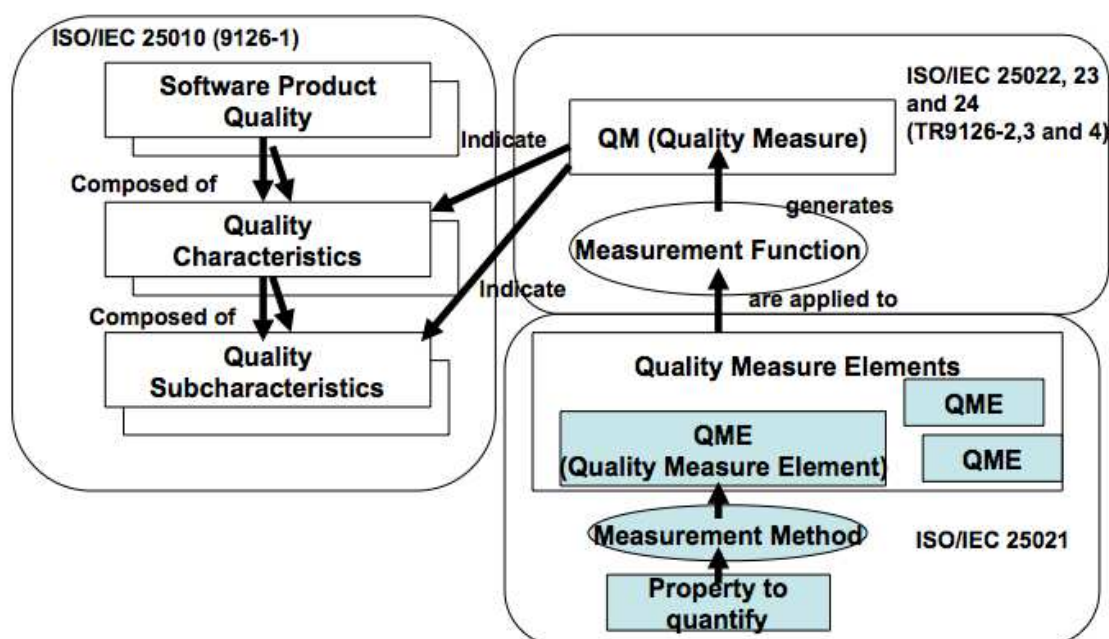 ISO/IEC 25010 (9126-1)
Software Product
Quality
Composed of
Quality
Characteristics
Composed of
Quality
Subcharacteristics
Indicate
Indicate
ISO/IEC 25022, 23
and 24
(TR9126-2,3 and 4)
QM (Quality Measure)
generates
Measurement Function
are applied to
Quality Measure Elements
QME
QME
QME
(Quality Measure Element)
Measurement Method
ISO/IEC 25021
Property to
quantify